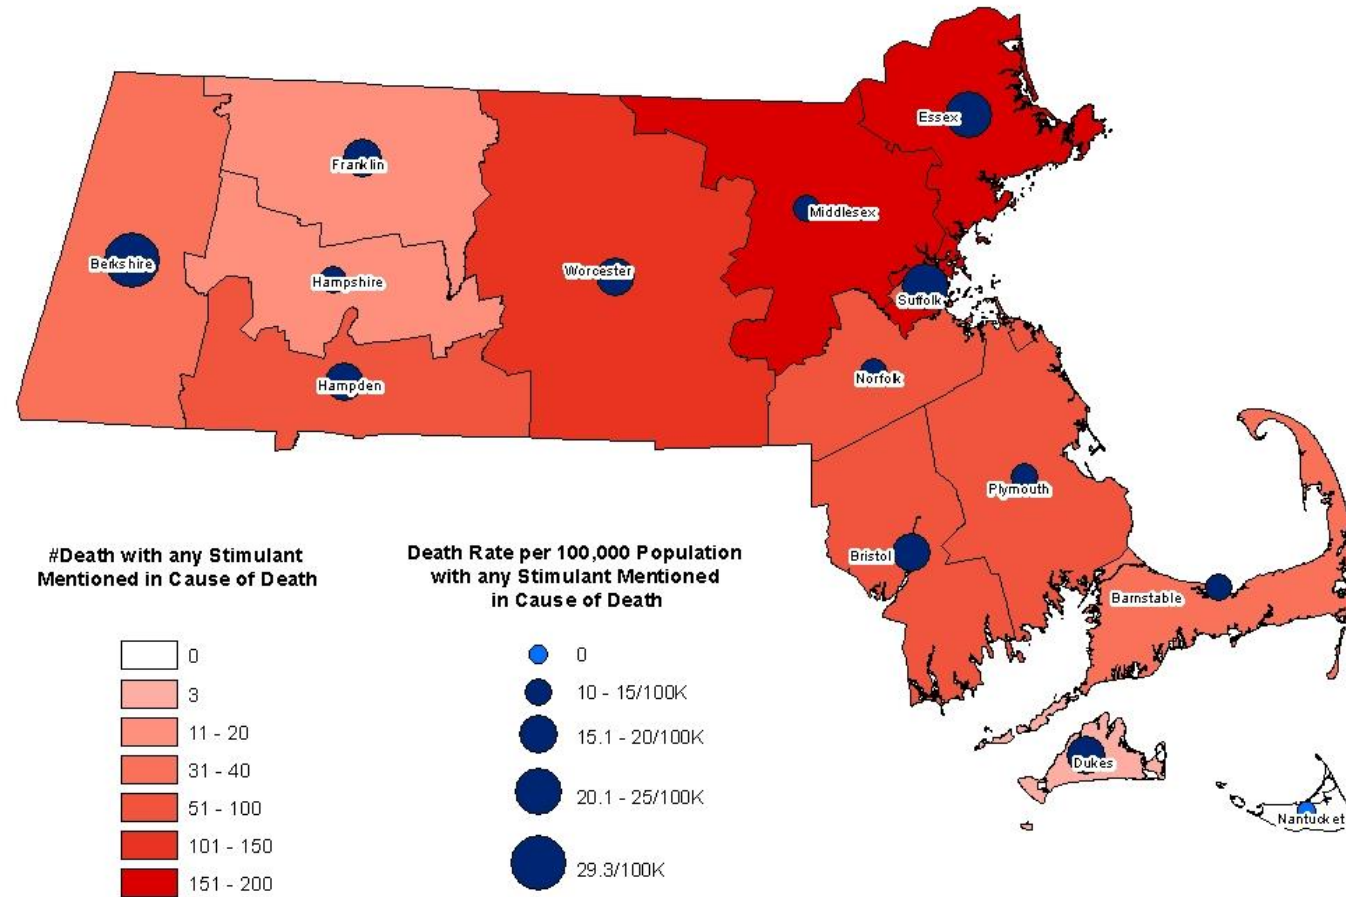 Essex
Franklin
Middlesex
Berkshire
Worcester
Hampshire
Suffolk
Hampden
Norfolk
Plymouth
Bristol
Barnstable
Dukes
Nantucket
#Death with any Stimulant
Mentioned in Cause of Death
0
3
11 - 20
31 - 40
51 - 100
101 - 150
151 - 200
Death Rate per 100,000 Population
with any Stimulant Mentioned
in Cause of Death
0
10 - 15/100K
15.1 - 20/100K
20.1 - 25/100K
29.3/100K